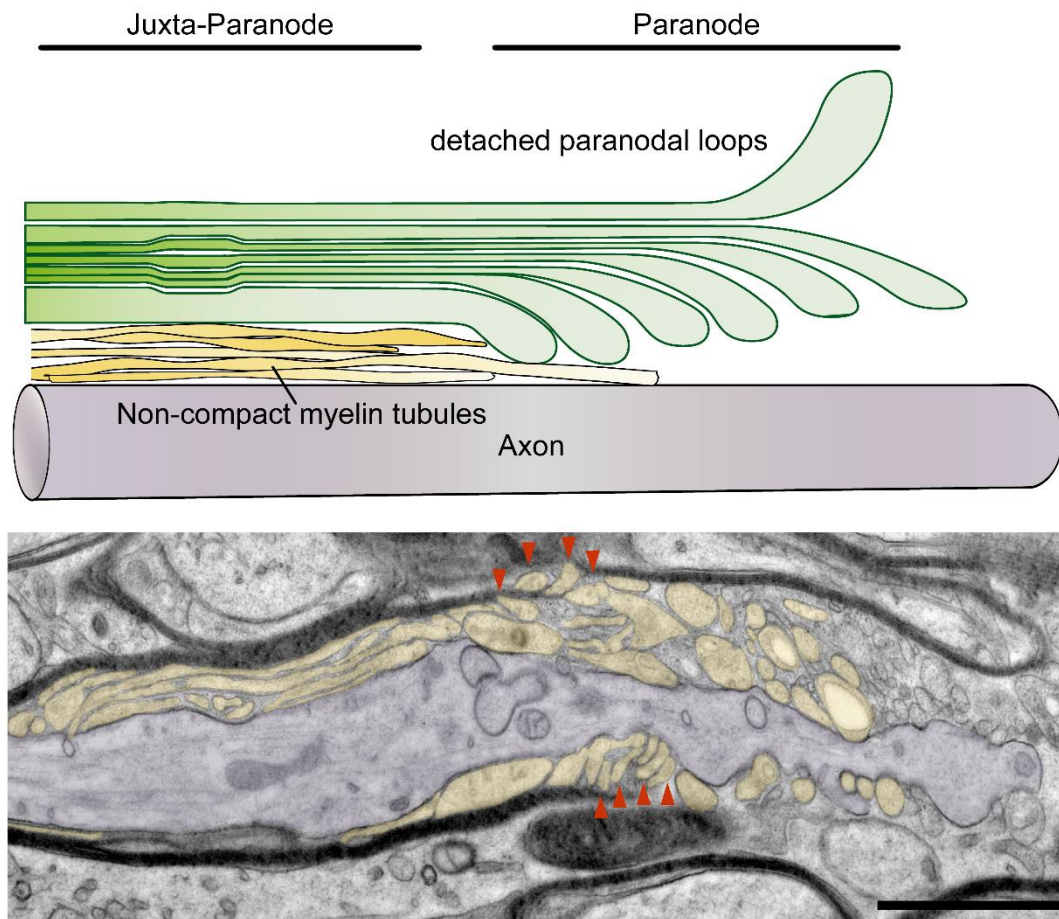 Juxta-Paranode
Paranode
detached paranodal loops
Non-compact myelin tubules
Axon